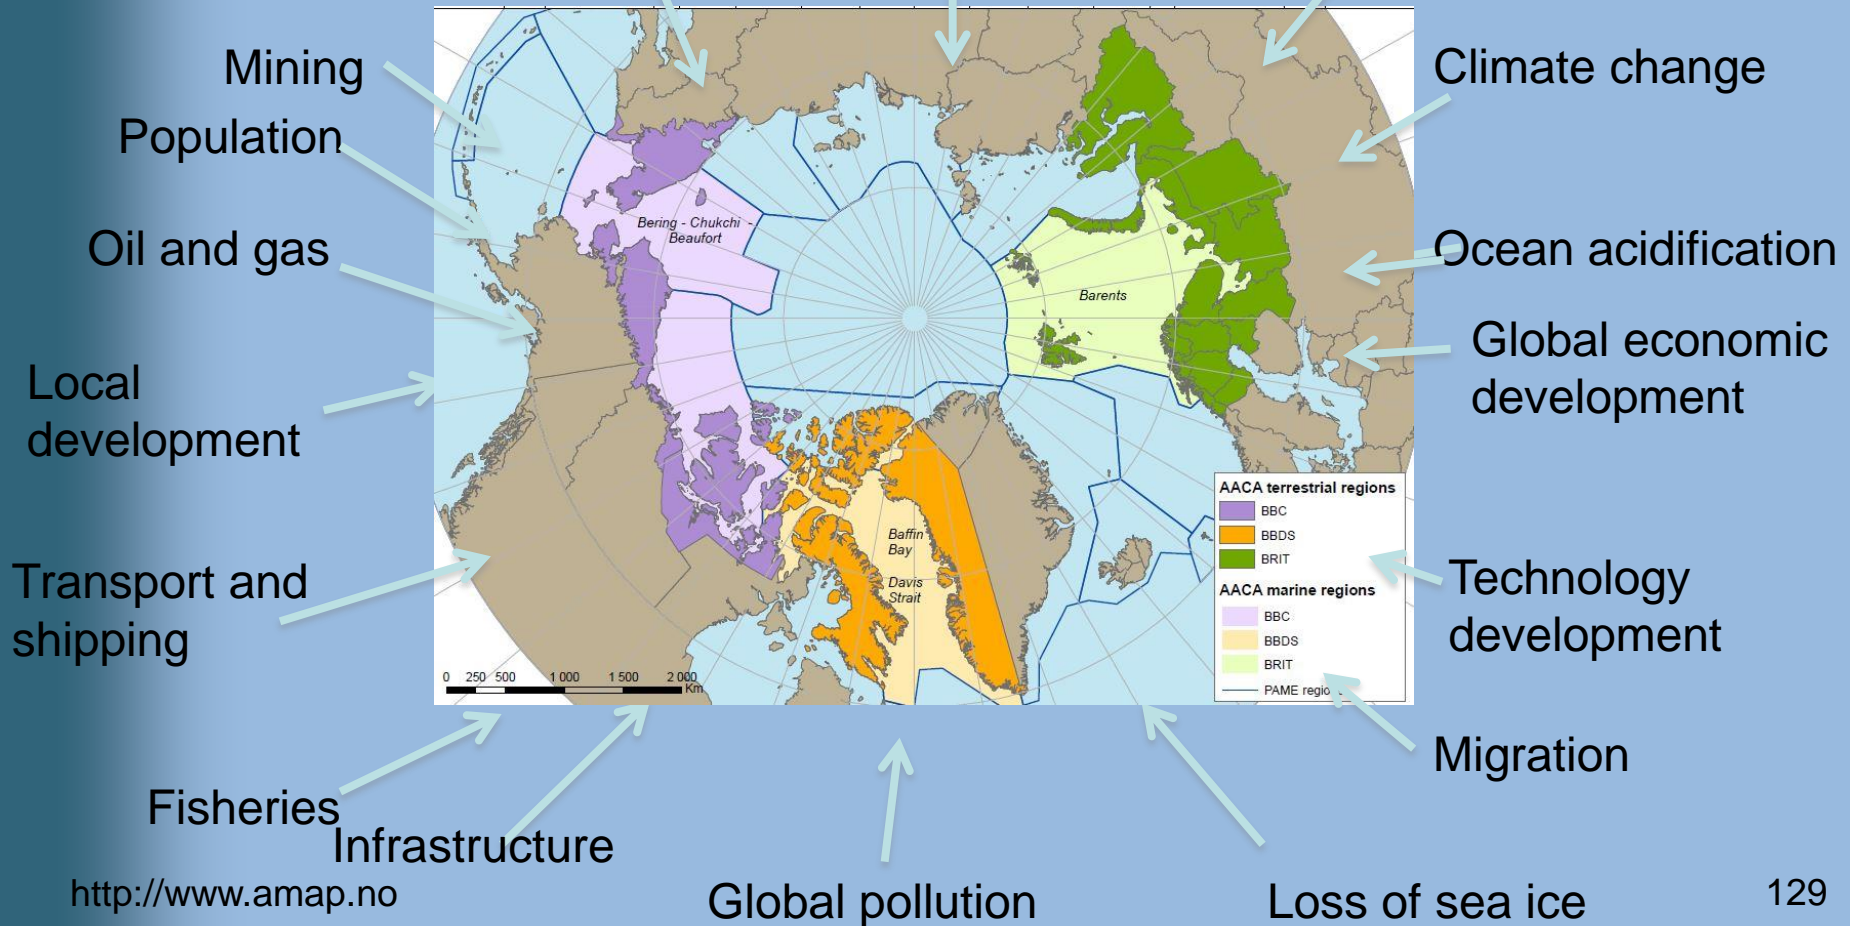 Mining
Climate change
Population
Bering - Chukchi -
Beaufort
Oil and gas
Ocean acidification
Barents
Global economic
development
Local
development
AACA terrestrial regions
BBC
BBDS
BRIT
AACA marine regions
BBC
BBDS
BRIT
PAME regio
Baffin
Bay
Davis
Strait
Transport and
shipping
Technology
development
0 250 500 1 000 1 500 2 000
Km
Migration
Fisheries
Infrastructure
http://www.amap.no
Global pollution
Loss of sea ice
129